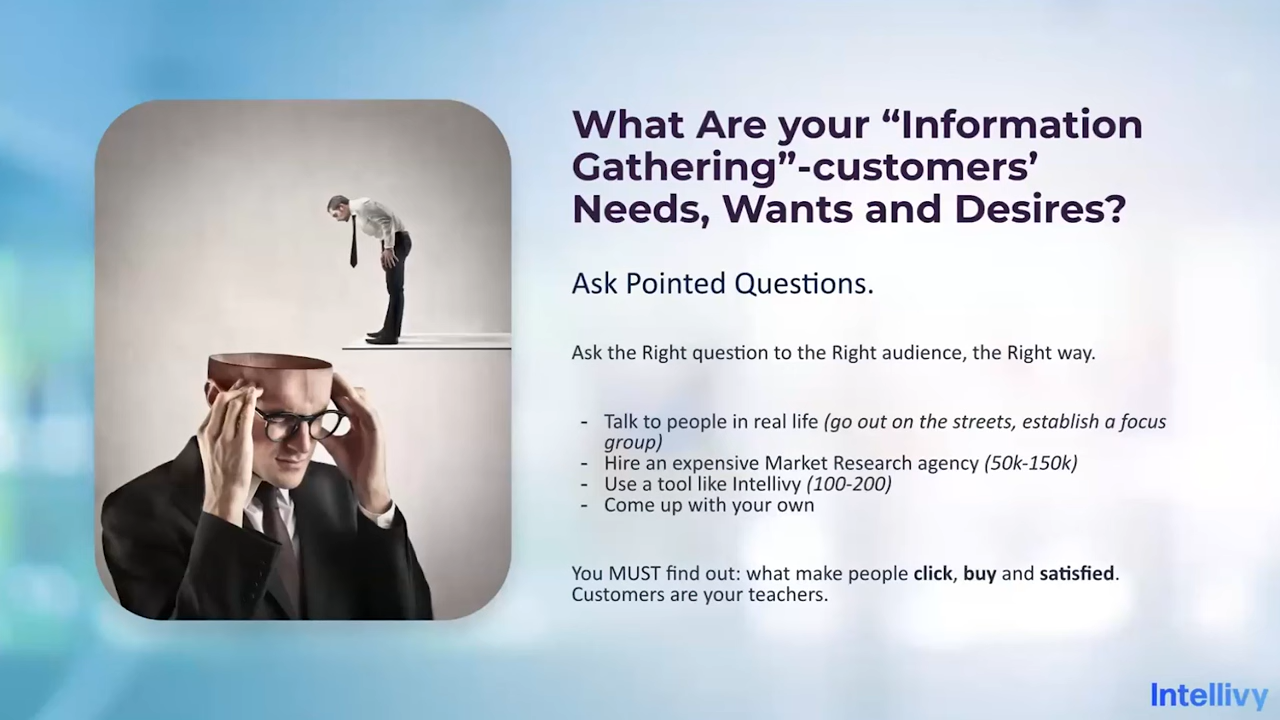 What Are your “Information
Gathering”-customers’
Needs, Wants and Desires?
Ask Pointed Questions.
Ask the Right question to the Right audience, the Right way.
- Talk to people in real life (go out on the streets, establish a focus
group)
- Hire an expensive Market Research agency (50k-150k)
- Use a tool like Intellivy (100-200)
- Come up with your own
You MUST find out: what make people click, buy and satisfied.
Customers are your teachers.
Intellivy